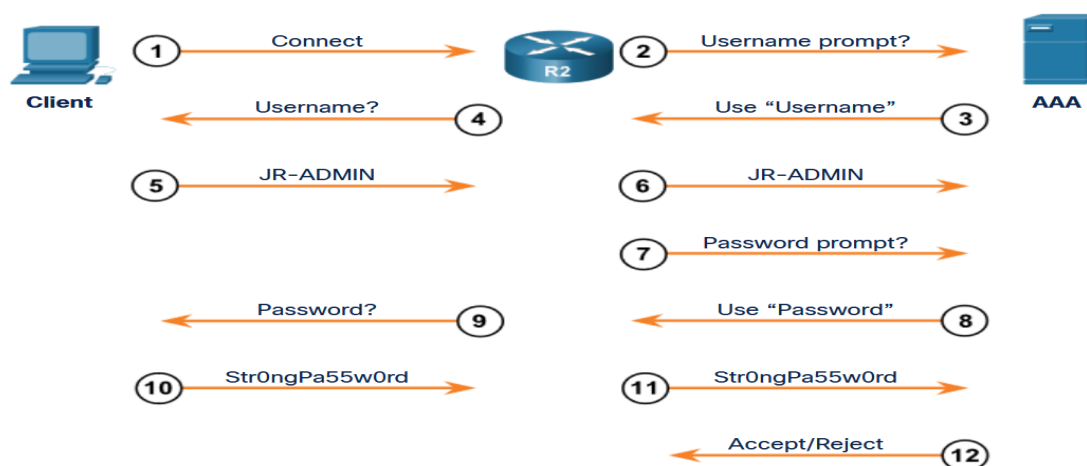 1 Connect R2 2 Username prompt?
Client AAA
Username? 4 Use “Username” 3
5 JR-ADMIN 6 JR-ADMIN
7 Password prompt?
Password? 9 Use “Password” 8
10 Str0ngPa55w0rd 11 Str0ngPa55w0rd
Accept/Reject 12